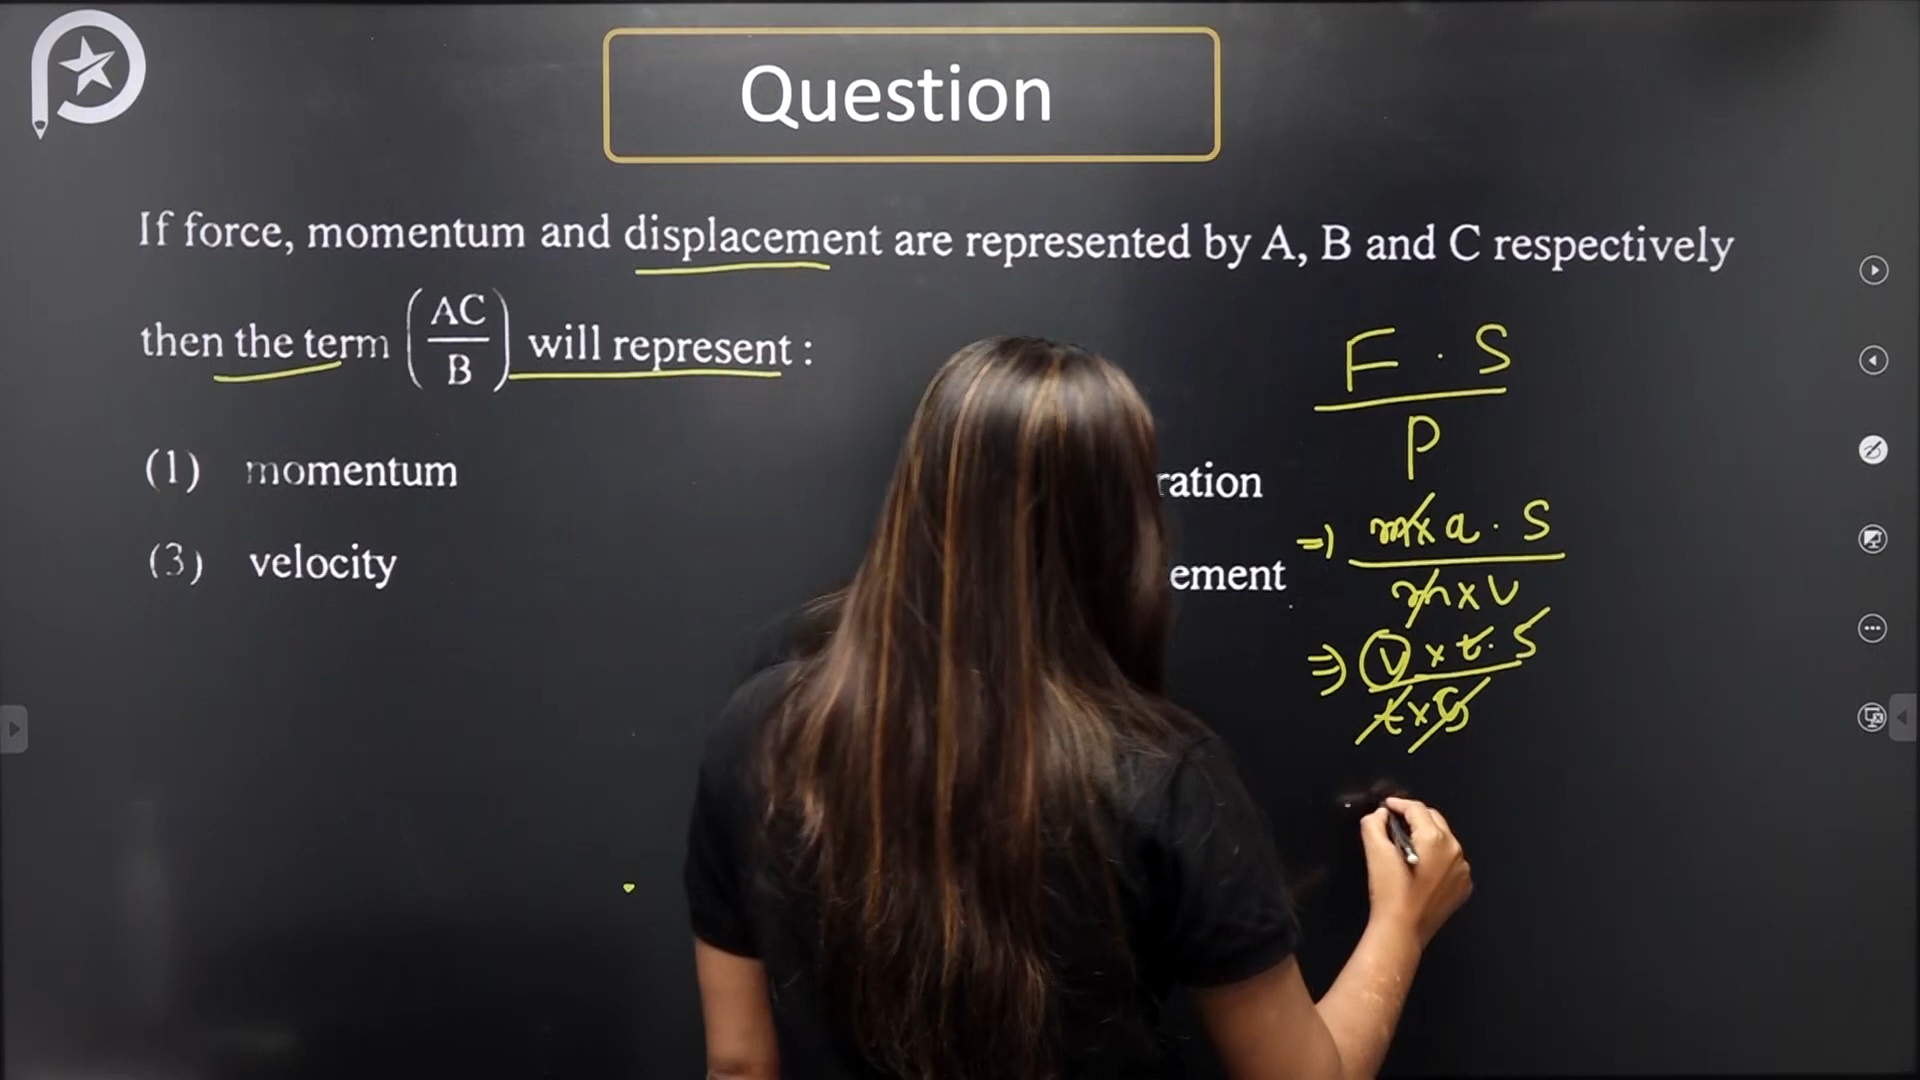 Question
If force, momentum and displacement are represented by A, B and C respectively
then the term (AC/B) will represent :
(1) momentum
ration
(3) velocity
ement
F . S
P
=> m x a . S
m x v
=> v x t . S
t x S